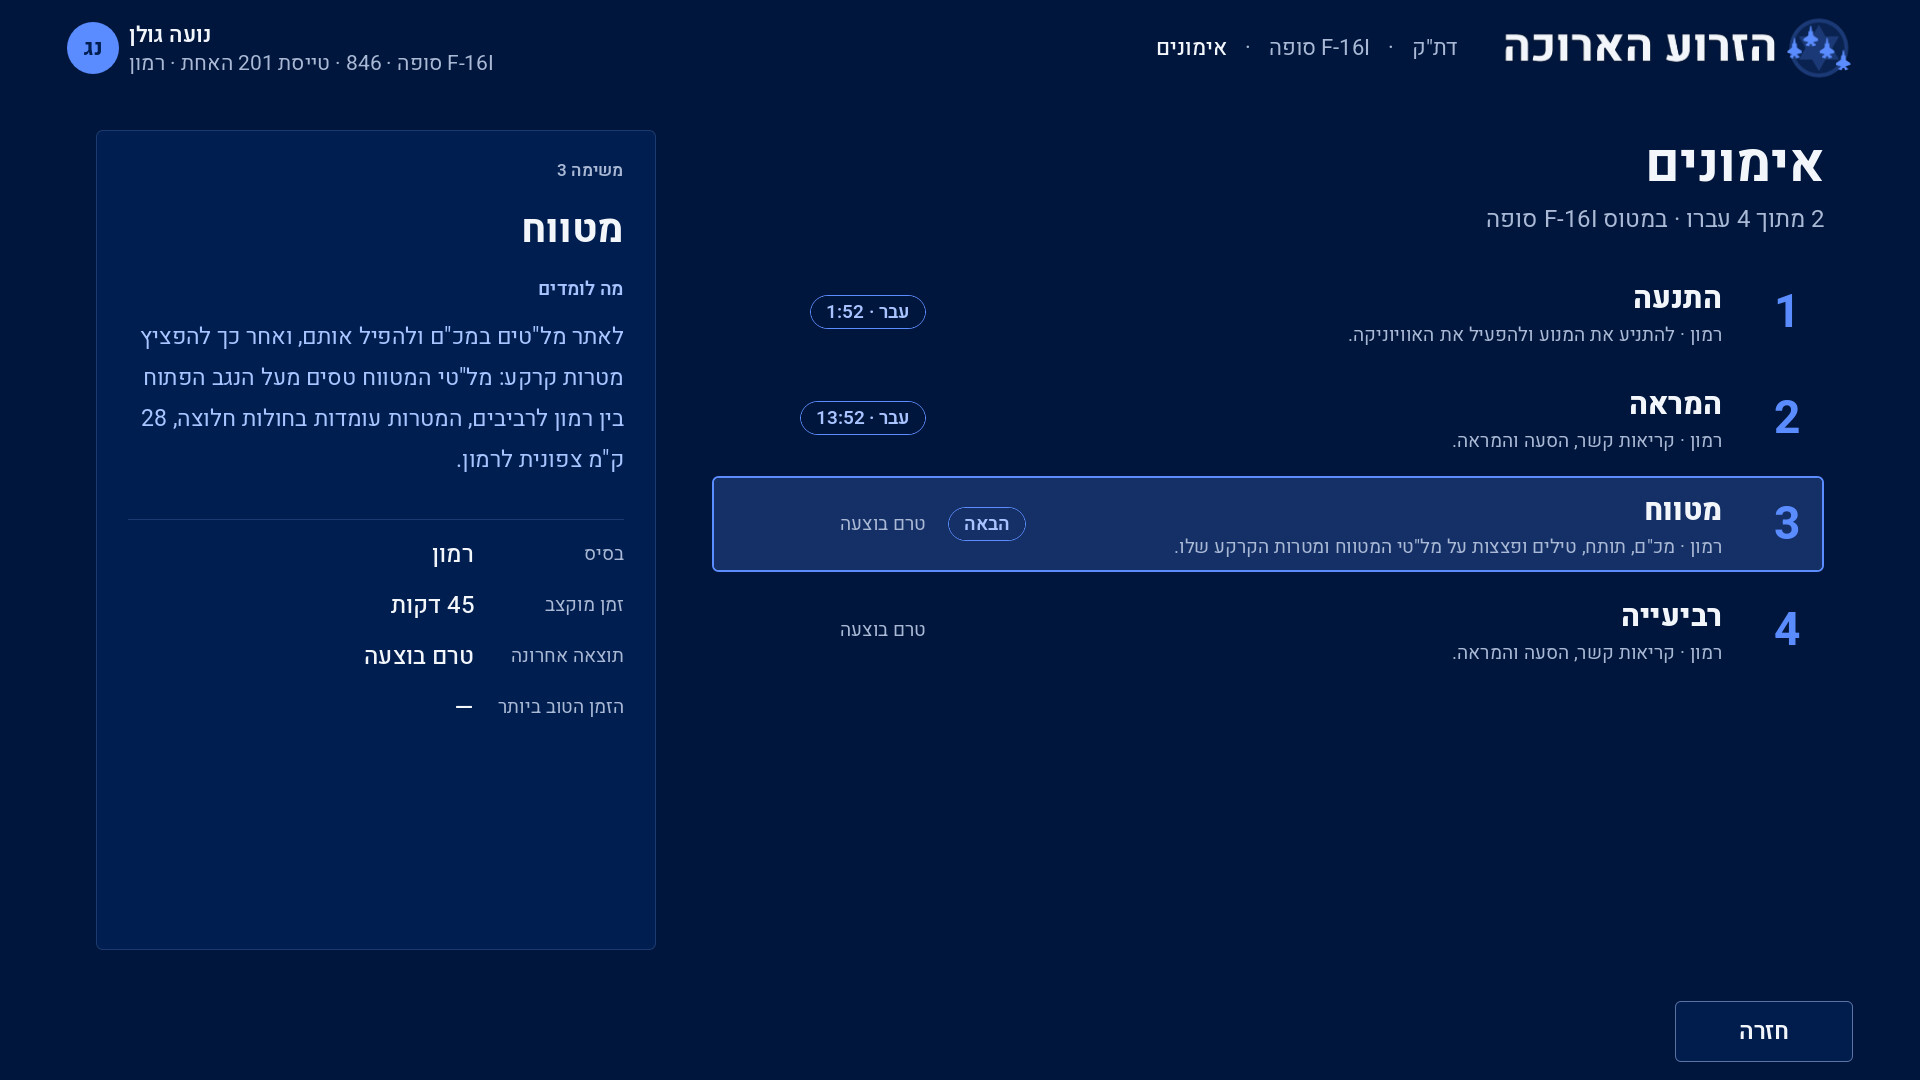 הזרוע הארוכה
דת"ק · F-16I סופה · אימונים
נועה גולן
F-16I סופה · 846 · טייסת 201 האחת · רמון
נג
אימונים
2 מתוך 4 עברו · במטוס F-16I סופה
1
התנעה
רמון · להתניע את המנוע ולהפעיל את האוויוניקה.
עבר · 1:52
2
המראה
רמון · קריאות קשר, הסעה והמראה.
עבר · 13:52
3
מטווח
רמון · מכ"ם, תותח, טילים ופצצות על מל"טי המטווח ומטרות הקרקע שלו.
הבאה
טרם בוצעה
4
רביעייה
רמון · קריאות קשר, הסעה והמראה.
טרם בוצעה
משימה 3
מטווח
מה לומדים
לאתר מל"טים במכ"ם ולהפיל אותם, ואחר כך להפציץ
מטרות קרקע: מל"טי המטווח טסים מעל הנגב הפתוח
בין רמון לרביבים, המטרות עומדות בחולות חלוצה, 28
ק"מ צפונית לרמון.
בסיס רמון
זמן מוקצב 45 דקות
תוצאה אחרונה טרם בוצעה
הזמן הטוב ביותר —
חזרה